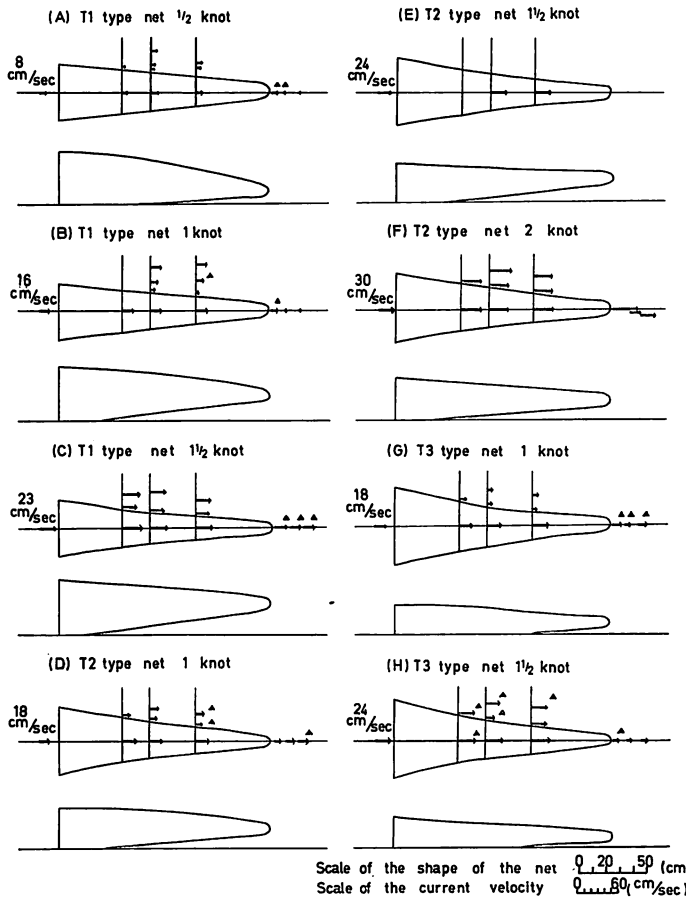 (A) T1 type net 1/2 knot
8
cm/sec
(B) T1 type net 1 knot
16
cm/sec
(C) T1 type net 1 1/2 knot
23
cm/sec
(D) T2 type net 1 knot
18
cm/sec
(E) T2 type net 1 1/2 knot
24
cm/sec
(F) T2 type net 2 knot
30
cm/sec
(G) T3 type net 1 knot
18
cm/sec
(H) T3 type net 1 1/2 knot
24
cm/sec
Scale of the shape of the net 0 20 50 (cm
Scale of the current velocity 0 60 (cm/sec)